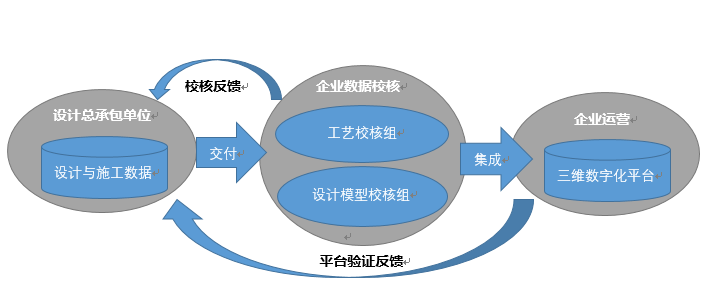 校核反馈
企业数据校核
设计总承包单位
企业运营
工艺校核组
交付
集成
设计与施工数据
三维数字化平台
设计模型校核组
平台验证反馈